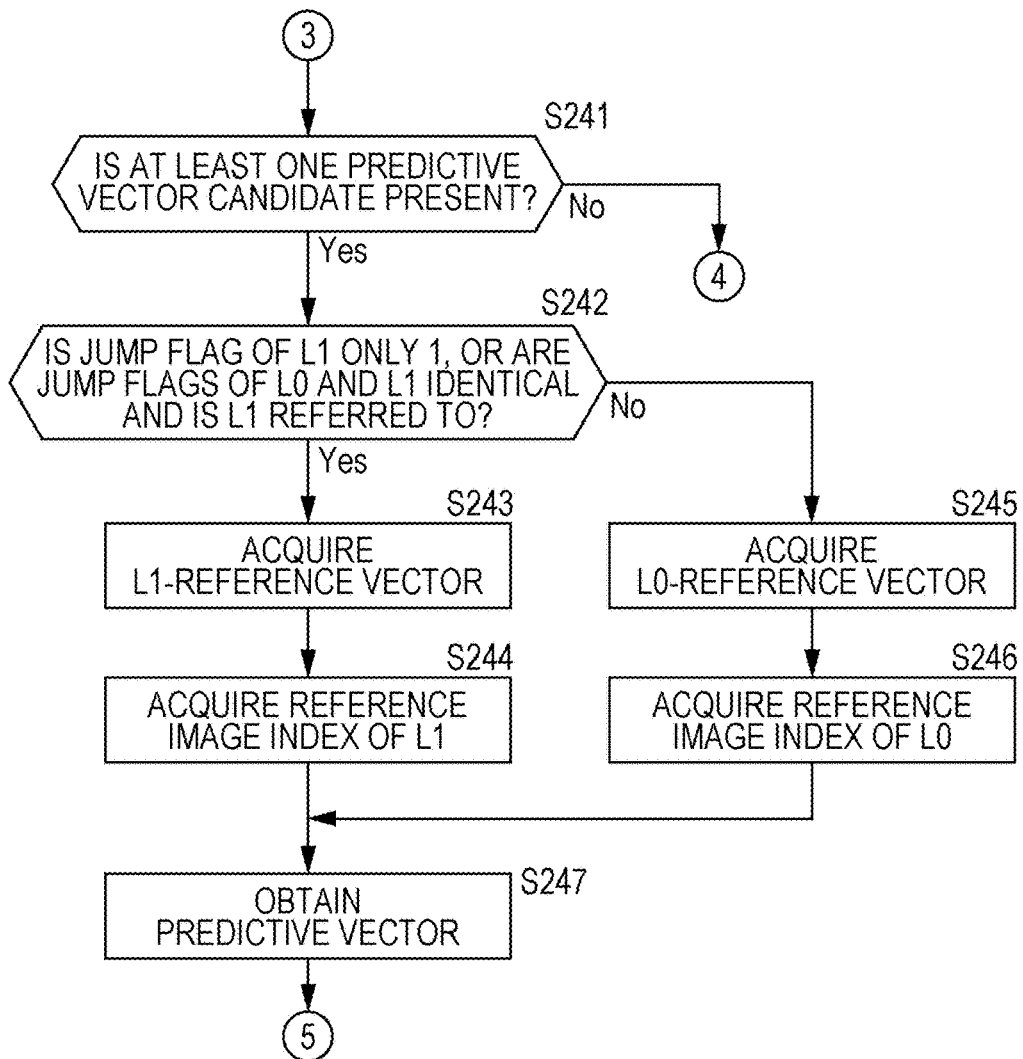 3
S241
IS AT LEAST ONE PREDICTIVE
VECTOR CANDIDATE PRESENT?
No
Yes
4
S242
IS JUMP FLAG OF L1 ONLY 1, OR ARE
JUMP FLAGS OF L0 AND L1 IDENTICAL
AND IS L1 REFERRED TO?
No
Yes
S243
ACQUIRE
L1-REFERENCE VECTOR
S245
ACQUIRE
L0-REFERENCE VECTOR
S244
ACQUIRE REFERENCE
IMAGE INDEX OF L1
S246
ACQUIRE REFERENCE
IMAGE INDEX OF L0
S247
OBTAIN
PREDICTIVE VECTOR
5